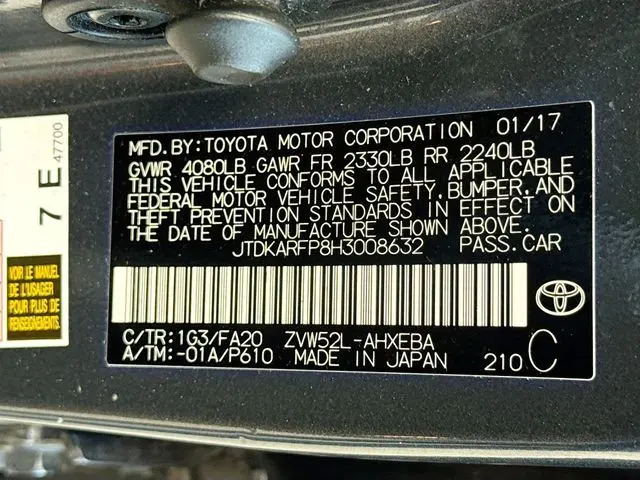 MFD. BY: TOYOTA MOTOR CORPORATION 01/17
GVWR 4080LB GAWR FR 2330LB RR 2240LB
THIS VEHICLE CONFORMS TO ALL APPLICABLE
FEDERAL MOTOR VEHICLE SAFETY, BUMPER, AND
THEFT PREVENTION STANDARDS IN EFFECT ON
THE DATE OF MANUFACTURE SHOWN ABOVE.
JTDKARFP8H3008632 PASS. CAR
C/TR: 1G3/FA20 ZVW52L-AHXEBA
A/TM: -01A/P610 MADE IN JAPAN 210 C
7 E
47700
VOIR LE MANUEL
DE L'USAGER
POUR PLUS DE
RENSEIGNEMENTS